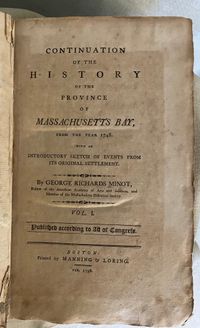 CONTINUATION
OF THE
HISTORY
OF THE
PROVINCE
OF
MASSACHUSETTS BAY,
FROM THE YEAR 1748.
WITH AN
INTRODUCTORY SKETCH OF EVENTS FROM
ITS ORIGINAL SETTLEMENT.
By GEORGE RICHARDS MINOT,
Fellow of the American Academy of Arts and Sciences, and
Member of the Massachusetts Historical Society.
VOL. I.
Published according to Act of Congress.
BOSTON:
Printed by MANNING & LORING.
FEB. 1798.